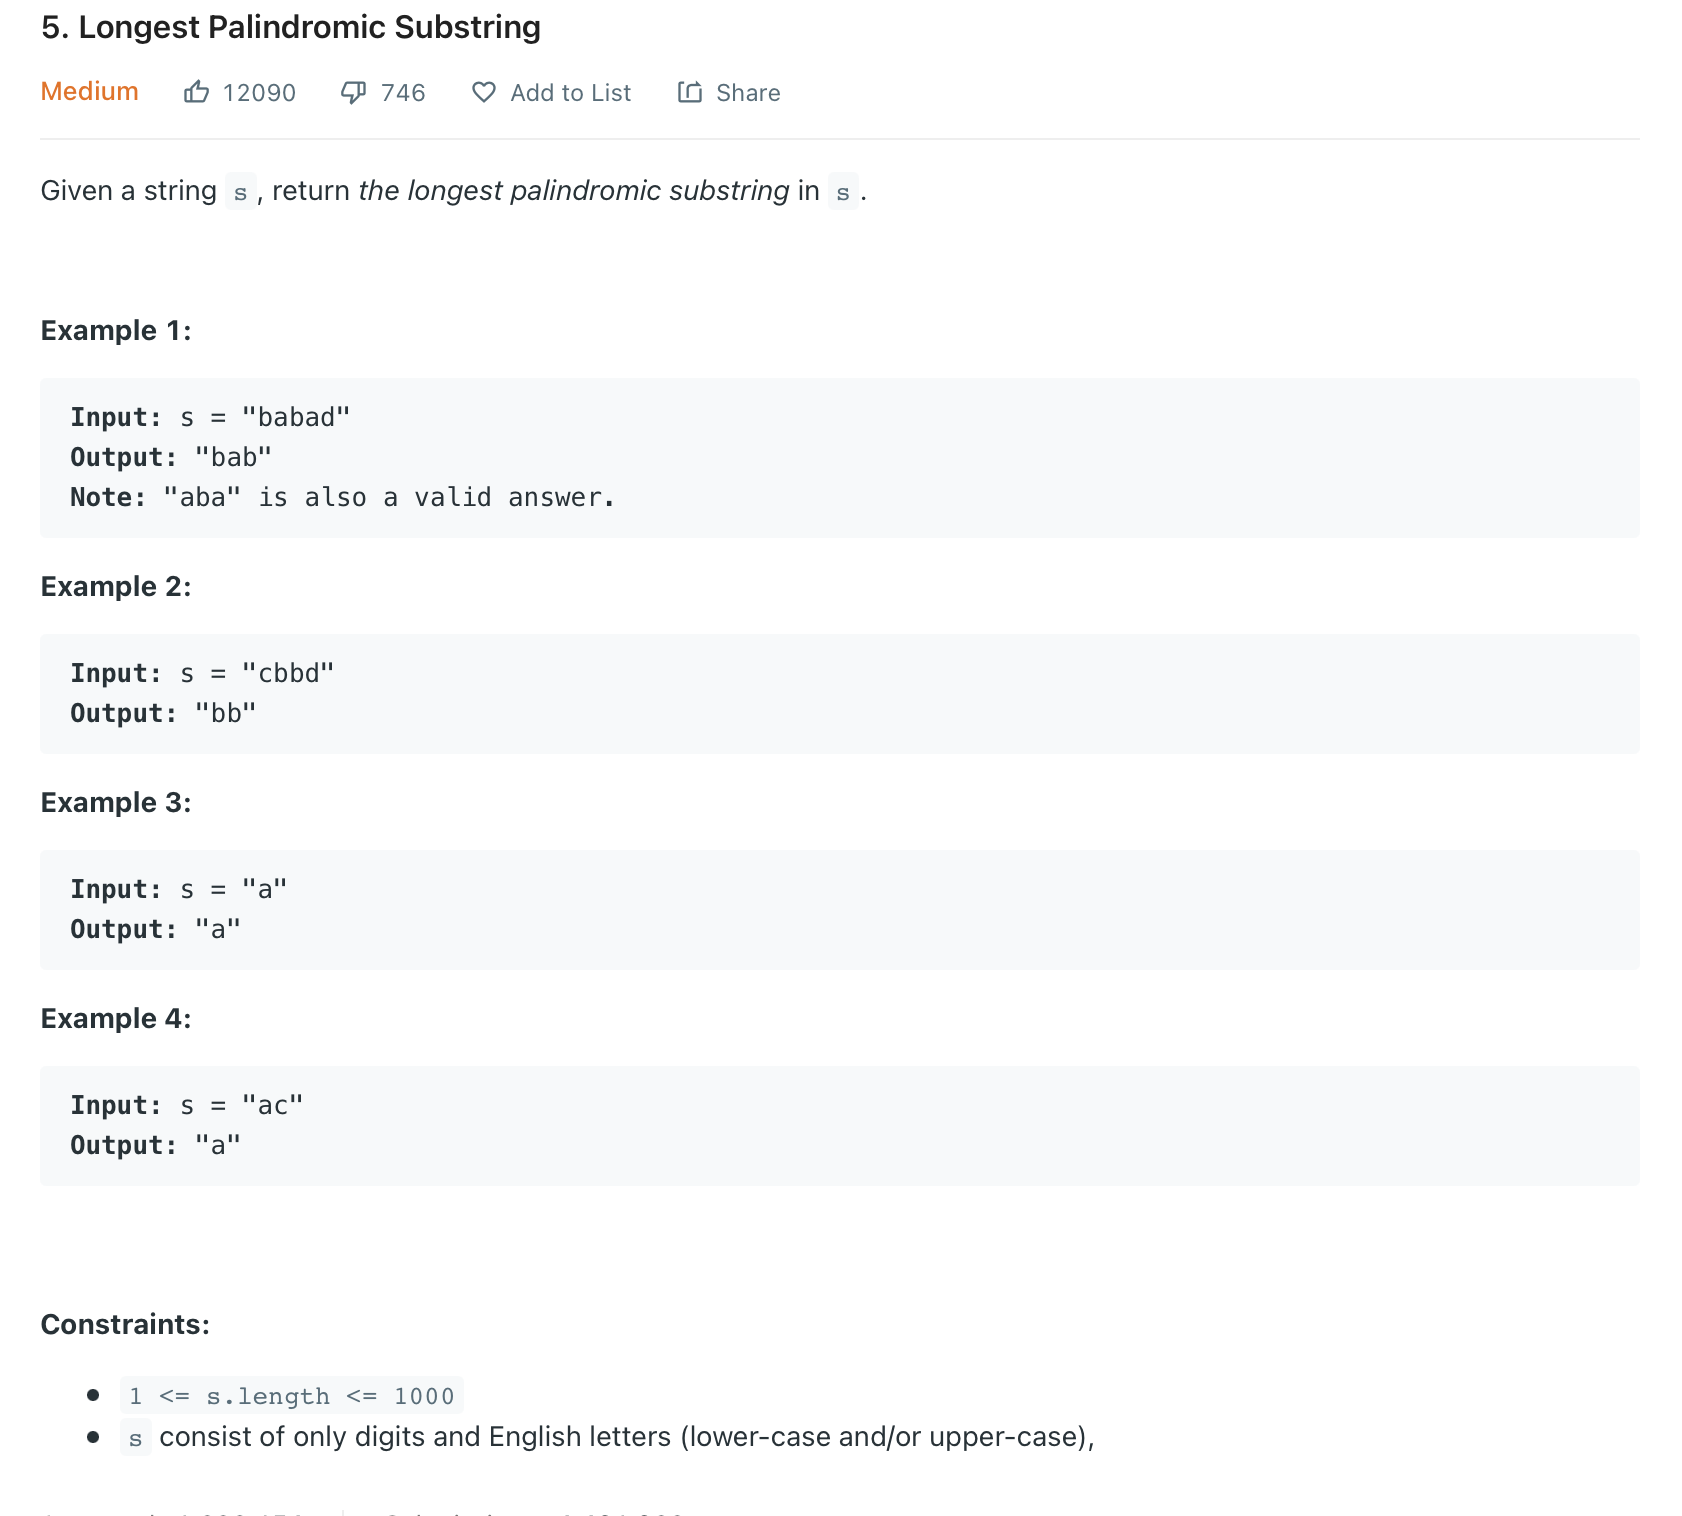 5. Longest Palindromic Substring
Medium 12090 746 Add to List Share
Given a string s , return the longest palindromic substring in s .
Example 1:
Input: s = "babad"
Output: "bab"
Note: "aba" is also a valid answer.
Example 2:
Input: s = "cbbd"
Output: "bb"
Example 3:
Input: s = "a"
Output: "a"
Example 4:
Input: s = "ac"
Output: "a"
Constraints:
1 <= s.length <= 1000
s consist of only digits and English letters (lower-case and/or upper-case),